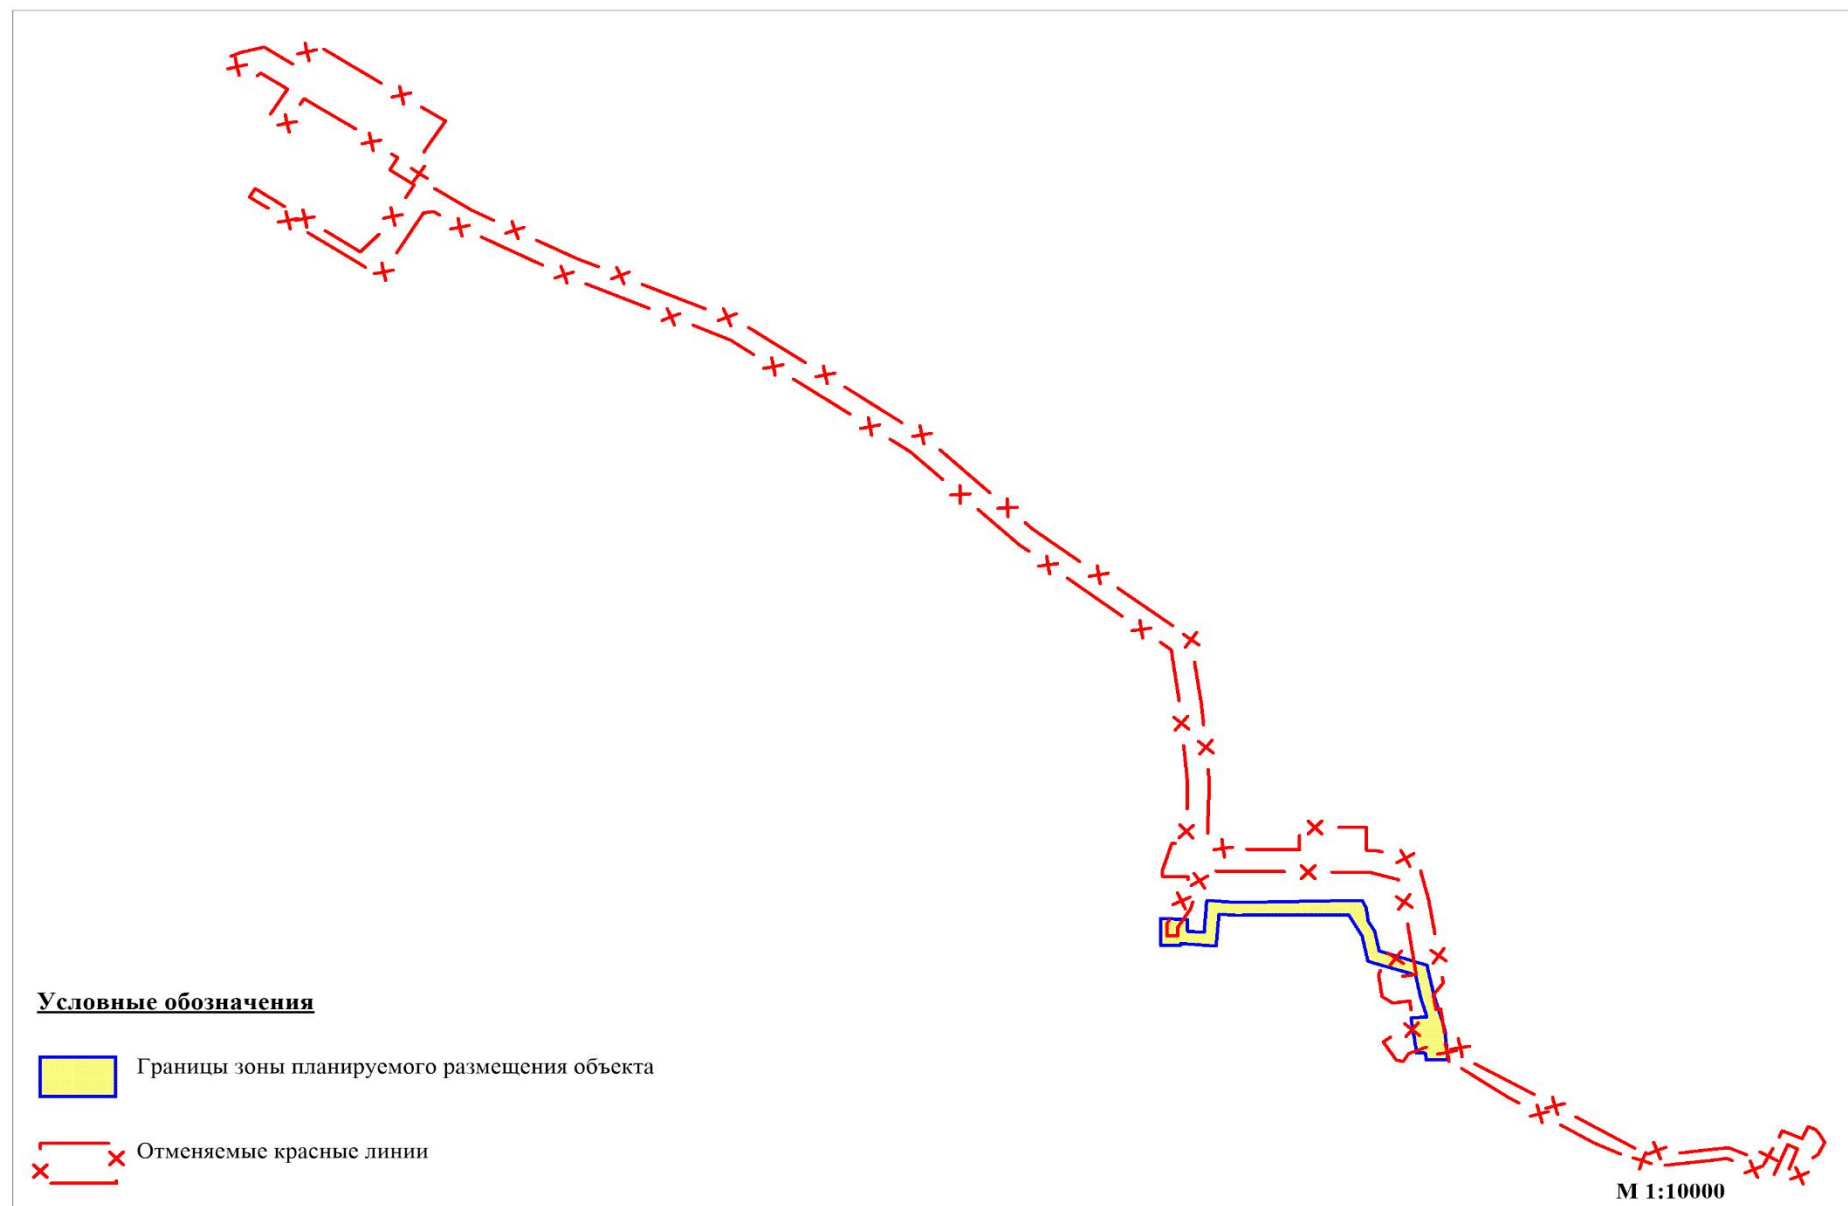 Условные обозначения
Границы зоны планируемого размещения объекта
Отменяемые красные линии
М 1:10000